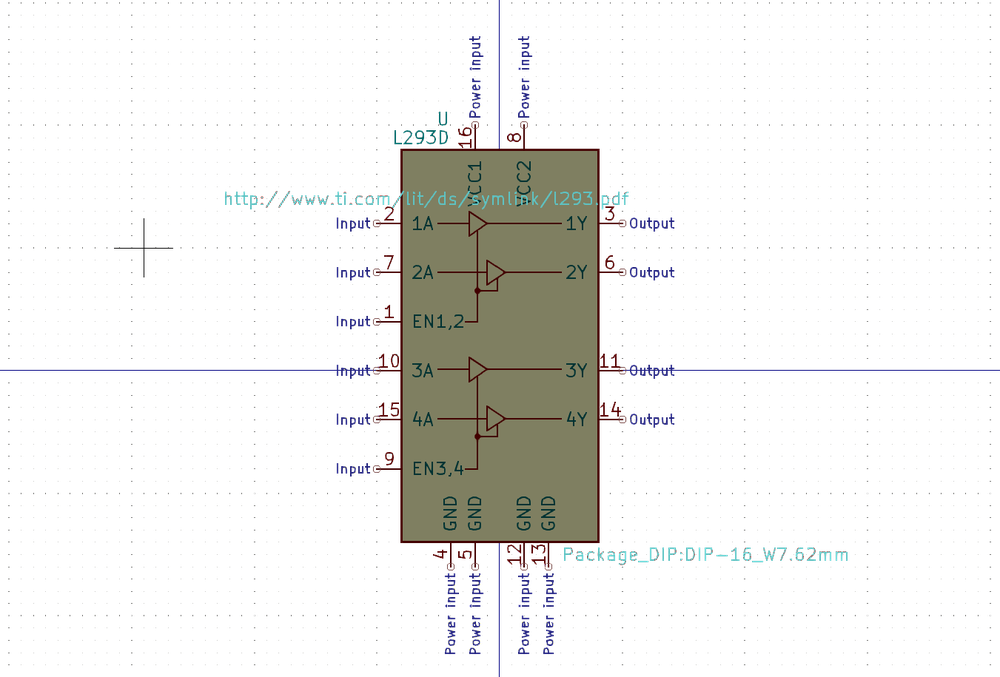 Power input
Power input
U
L293D
16
8
VCC1
VCC2
http://www.ti.com/lit/ds/symlink/l293.pdf
Input 2 1A 1Y 3 Output
Input 7 2A 2Y 6 Output
Input 1 EN1,2
Input 10 3A 3Y 11 Output
Input 15 4A 4Y 14 Output
Input 9 EN3,4
GND
GND
GND
GND
4
5
12
13
Package_DIP:DIP-16_W7.62mm
Power input
Power input
Power input
Power input